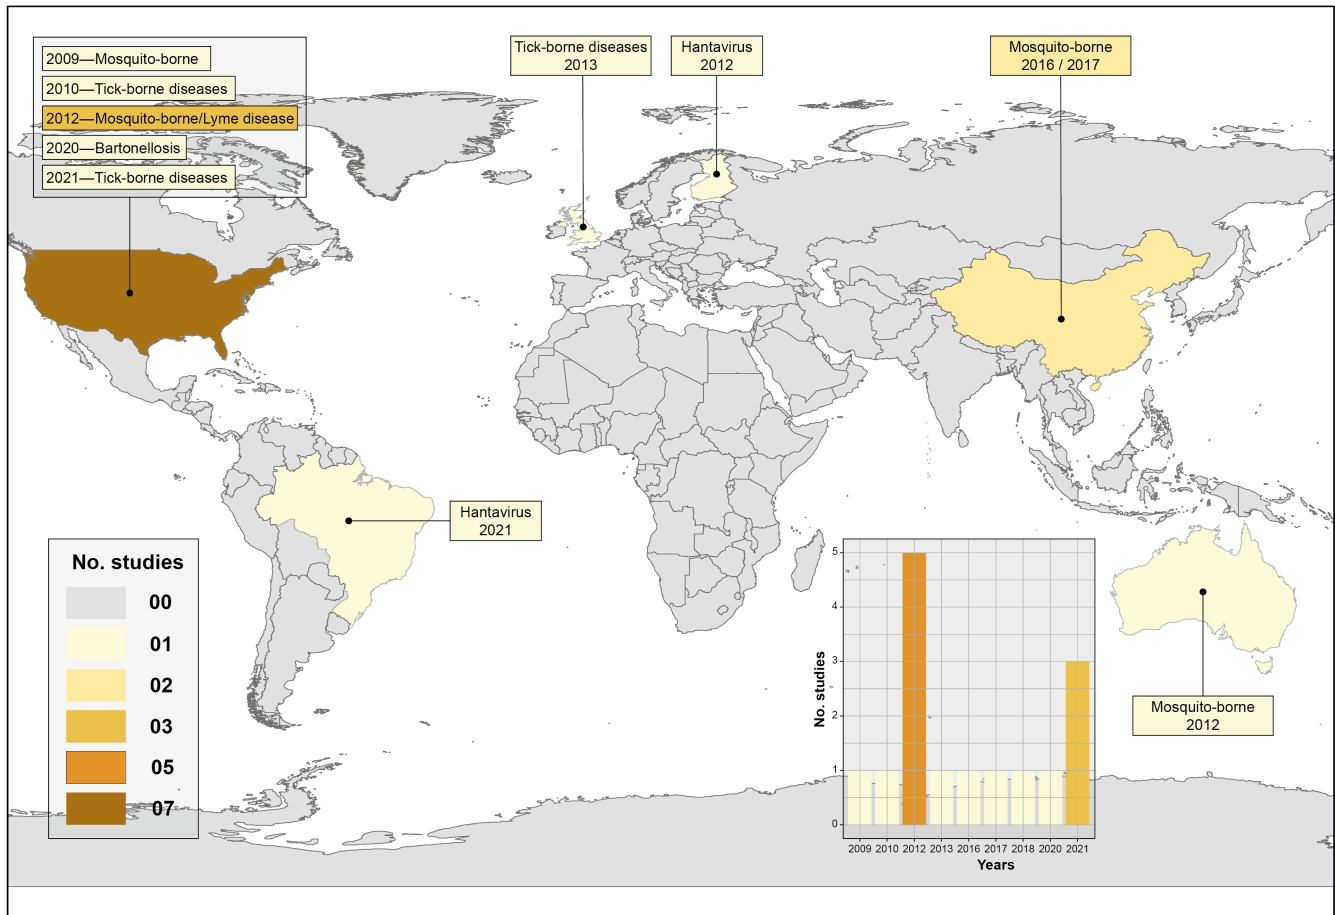 2009—Mosquito-borne
2010—Tick-borne diseases
2012—Mosquito-borne/Lyme disease
2020—Bartonellosis
2021—Tick-borne diseases
Tick-borne diseases
2013
Hantavirus
2012
Mosquito-borne
2016 / 2017
Hantavirus
2021
No. studies
00
01
02
03
05
07
Mosquito-borne
2012
No. studies
5
4
3
2
1
0
2009 2010 2012 2013 2016 2017 2018 2020 2021
Years